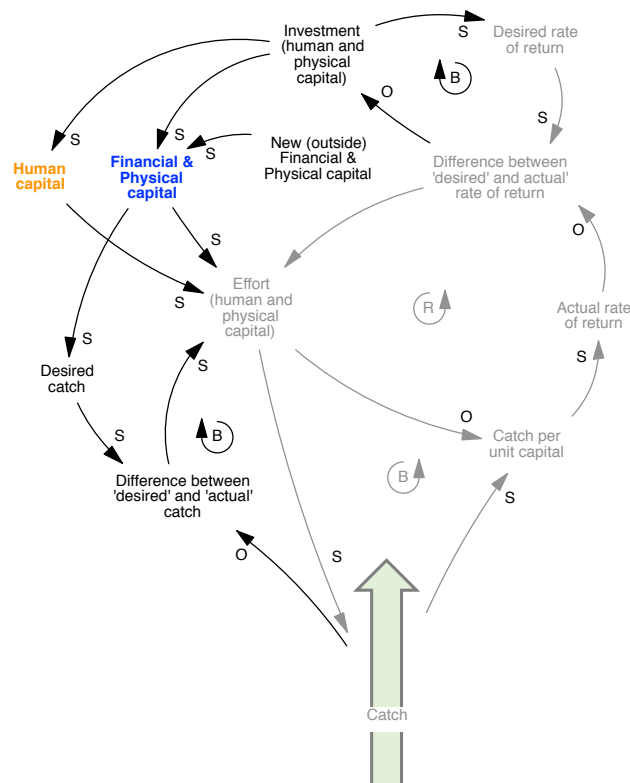 Investment
(human and
physical
capital)
S
Desired rate
of return
B
O
S
S
S
S
New (outside)
Financial &
Physical capital
Human
capital
Financial &
Physical
capital
Difference between
'desired' and actual'
rate of return
S
O
Effort
(human and
physical
capital)
S
R
Actual rate
of return
S
S
S
Desired
catch
O
S
B
Catch per
unit capital
Difference between
'desired' and 'actual'
catch
B
S
O
S
Catch